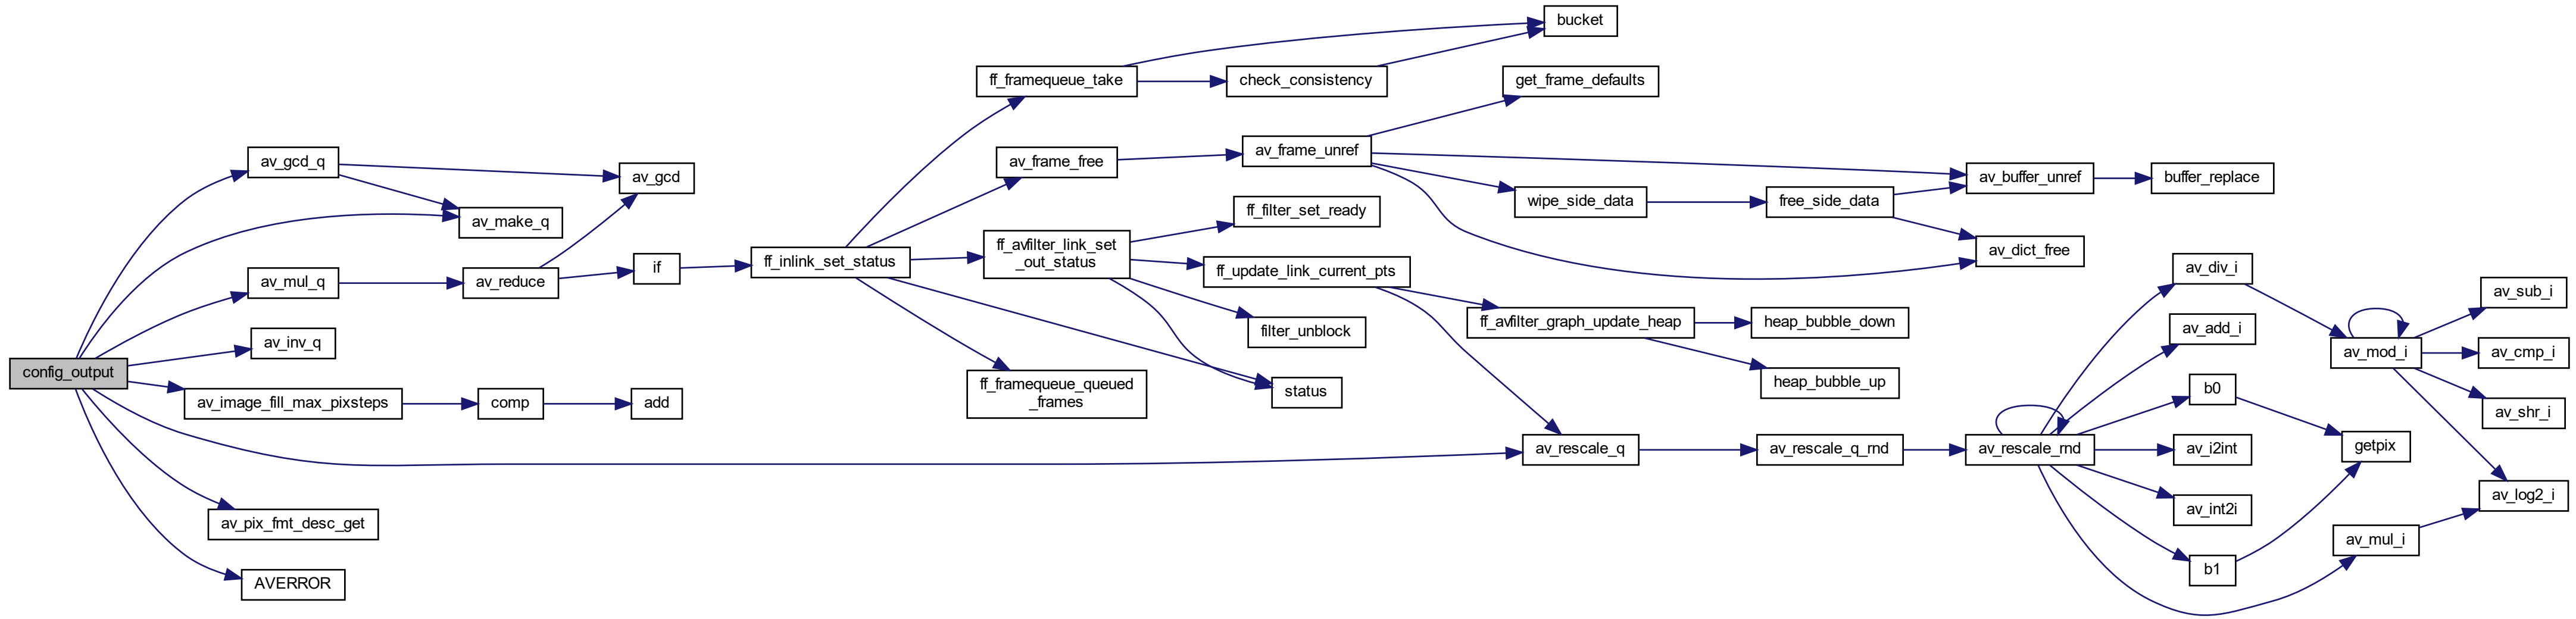 config_output
av_gcd_q
av_mul_q
av_inv_q
av_image_fill_max_pixsteps
av_pix_fmt_desc_get
AVERROR
av_make_q
av_reduce
comp
av_gcd
if
add
ff_inlink_set_status
ff_framequeue_take
av_frame_free
ff_avfilter_link_set
_out_status
ff_framequeue_queued
_frames
check_consistency
av_frame_unref
ff_filter_set_ready
ff_update_link_current_pts
filter_unblock
status
bucket
get_frame_defaults
wipe_side_data
ff_avfilter_graph_update_heap
av_rescale_q
free_side_data
heap_bubble_down
heap_bubble_up
av_rescale_q_rnd
av_buffer_unref
av_dict_free
av_rescale_rnd
buffer_replace
av_div_i
av_add_i
b0
av_i2int
av_int2i
b1
av_mod_i
getpix
av_mul_i
av_sub_i
av_cmp_i
av_shr_i
av_log2_i